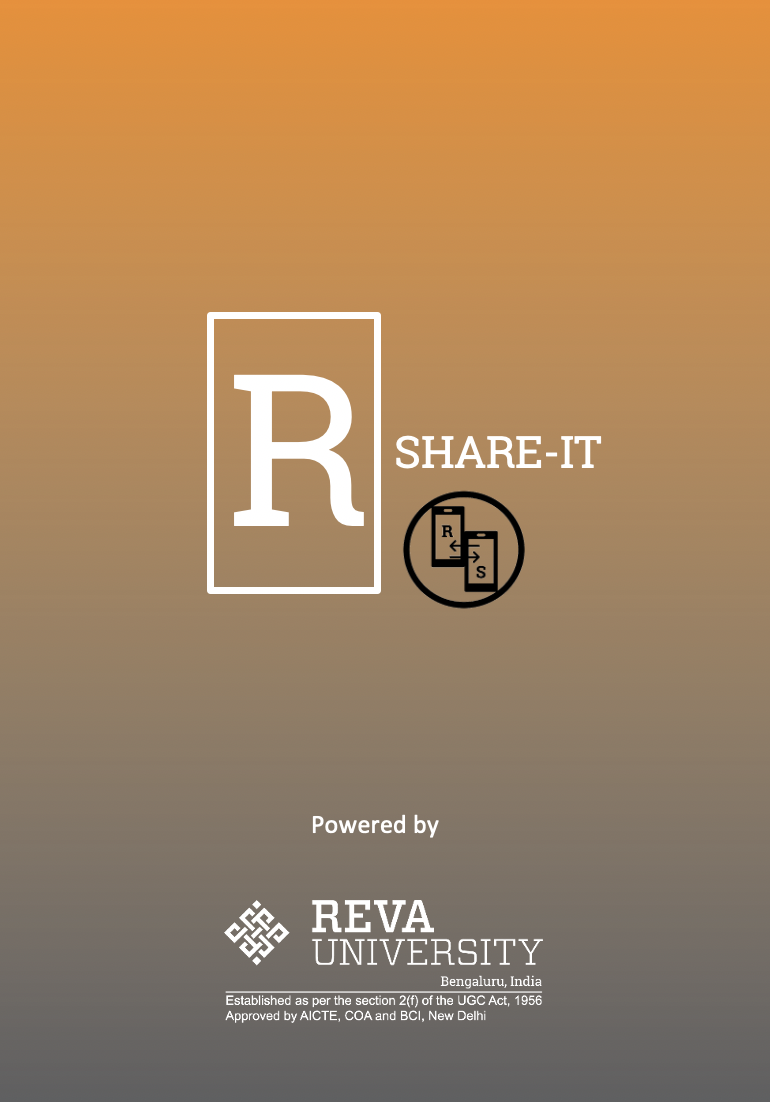 R
SHARE-IT
R
S
Powered by
REVA
UNIVERSITY
Bengaluru, India
Established as per the section 2(f) of the UGC Act, 1956
Approved by AICTE, COA and BCI, New Delhi